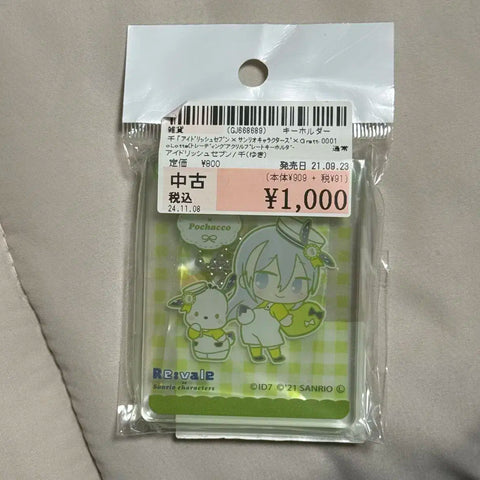 雑貨 (GJ668689) キーホルダー
千「アイドリッシュセブン×サンリオキャラクターズ×Gratt 0001
oLotte(トレーディングアクリルプレートキーホルダー 通常
アイドリッシュセブン/千(ゆき)
定価 ¥800 発売日 21.09.23
中古 (本体¥909 + 税¥91)
税込 ¥1,000
24.11.08
Pochacco
Re:vale
Sanrio characters
©ID7 ©'21 SANRIO Ⓛ